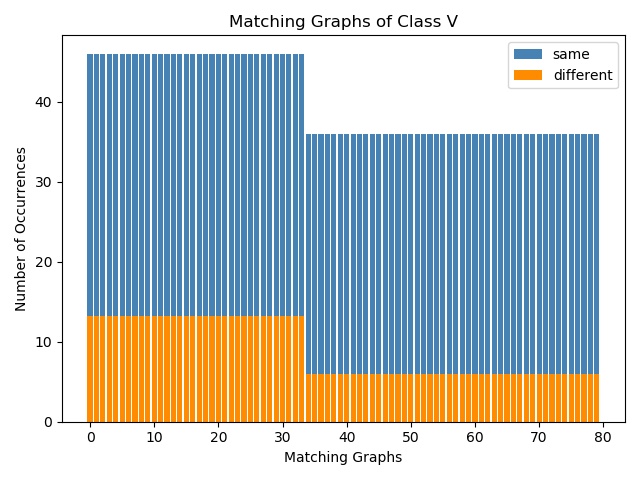 Matching Graphs of Class V
same
different
Number of Occurrences
40
30
20
10
0
0 10 20 30 40 50 60 70 80
Matching Graphs